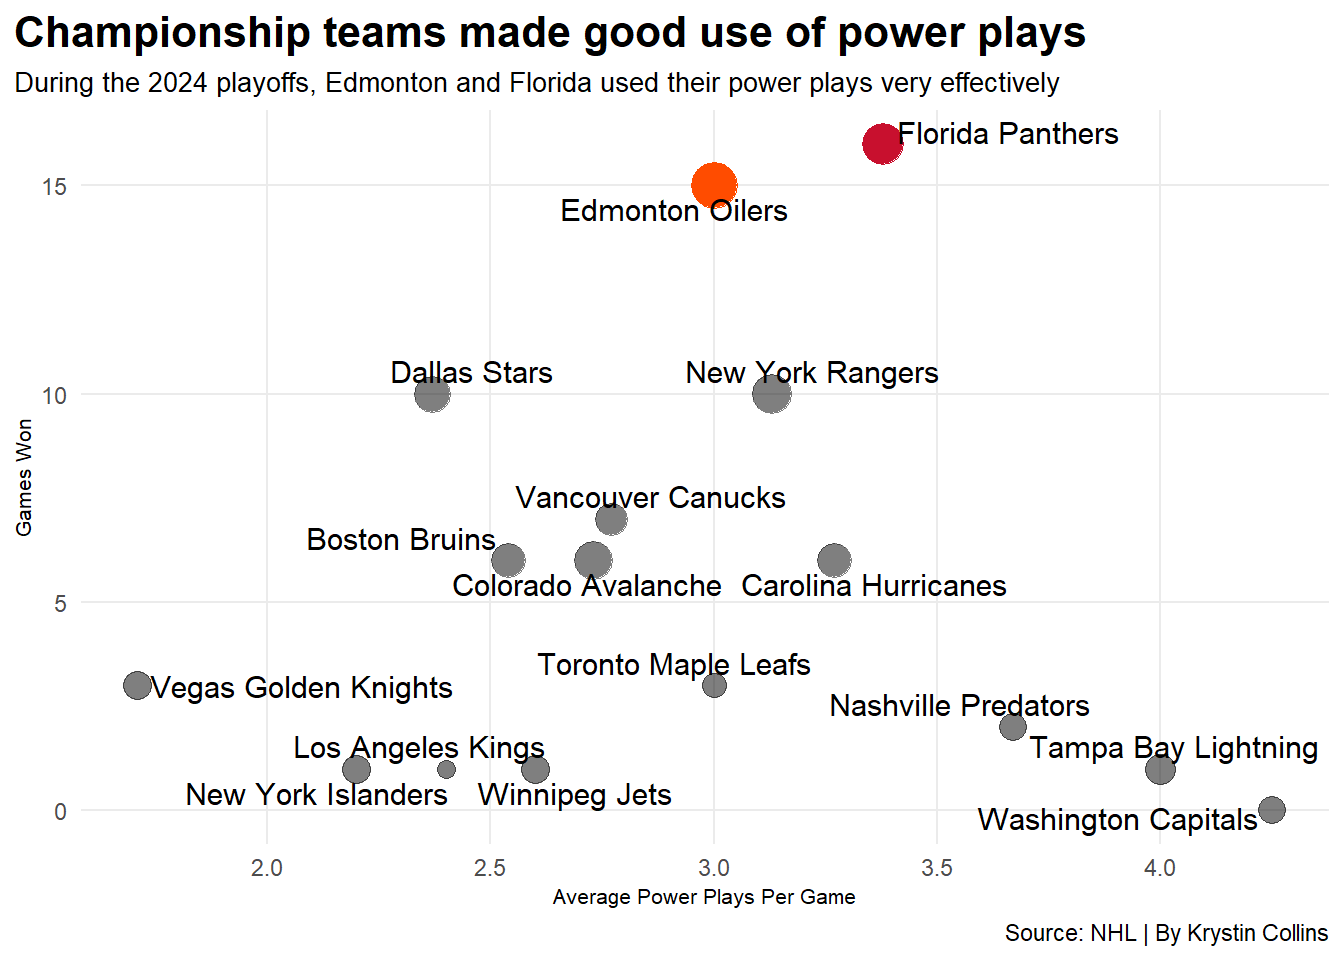 Championship teams made good use of power plays
During the 2024 playoffs, Edmonton and Florida used their power plays very effectively
Florida Panthers
15
Edmonton Oilers
Dallas Stars
New York Rangers
10
Games Won
Vancouver Canucks
Boston Bruins
Colorado Avalanche
Carolina Hurricanes
5
Toronto Maple Leafs
Vegas Golden Knights
Nashville Predators
Los Angeles Kings
Tampa Bay Lightning
New York Islanders
Winnipeg Jets
0
Washington Capitals
2.0
2.5
3.0
3.5
4.0
Average Power Plays Per Game
Source: NHL | By Krystin Collins